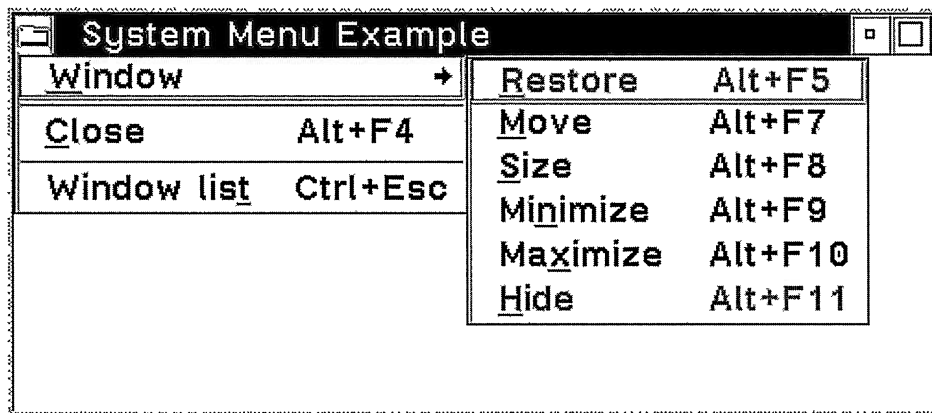 System Menu Example
Window
Close Alt+F4
Window list Ctrl+Esc
Restore Alt+F5
Move Alt+F7
Size Alt+F8
Minimize Alt+F9
Maximize Alt+F10
Hide Alt+F11